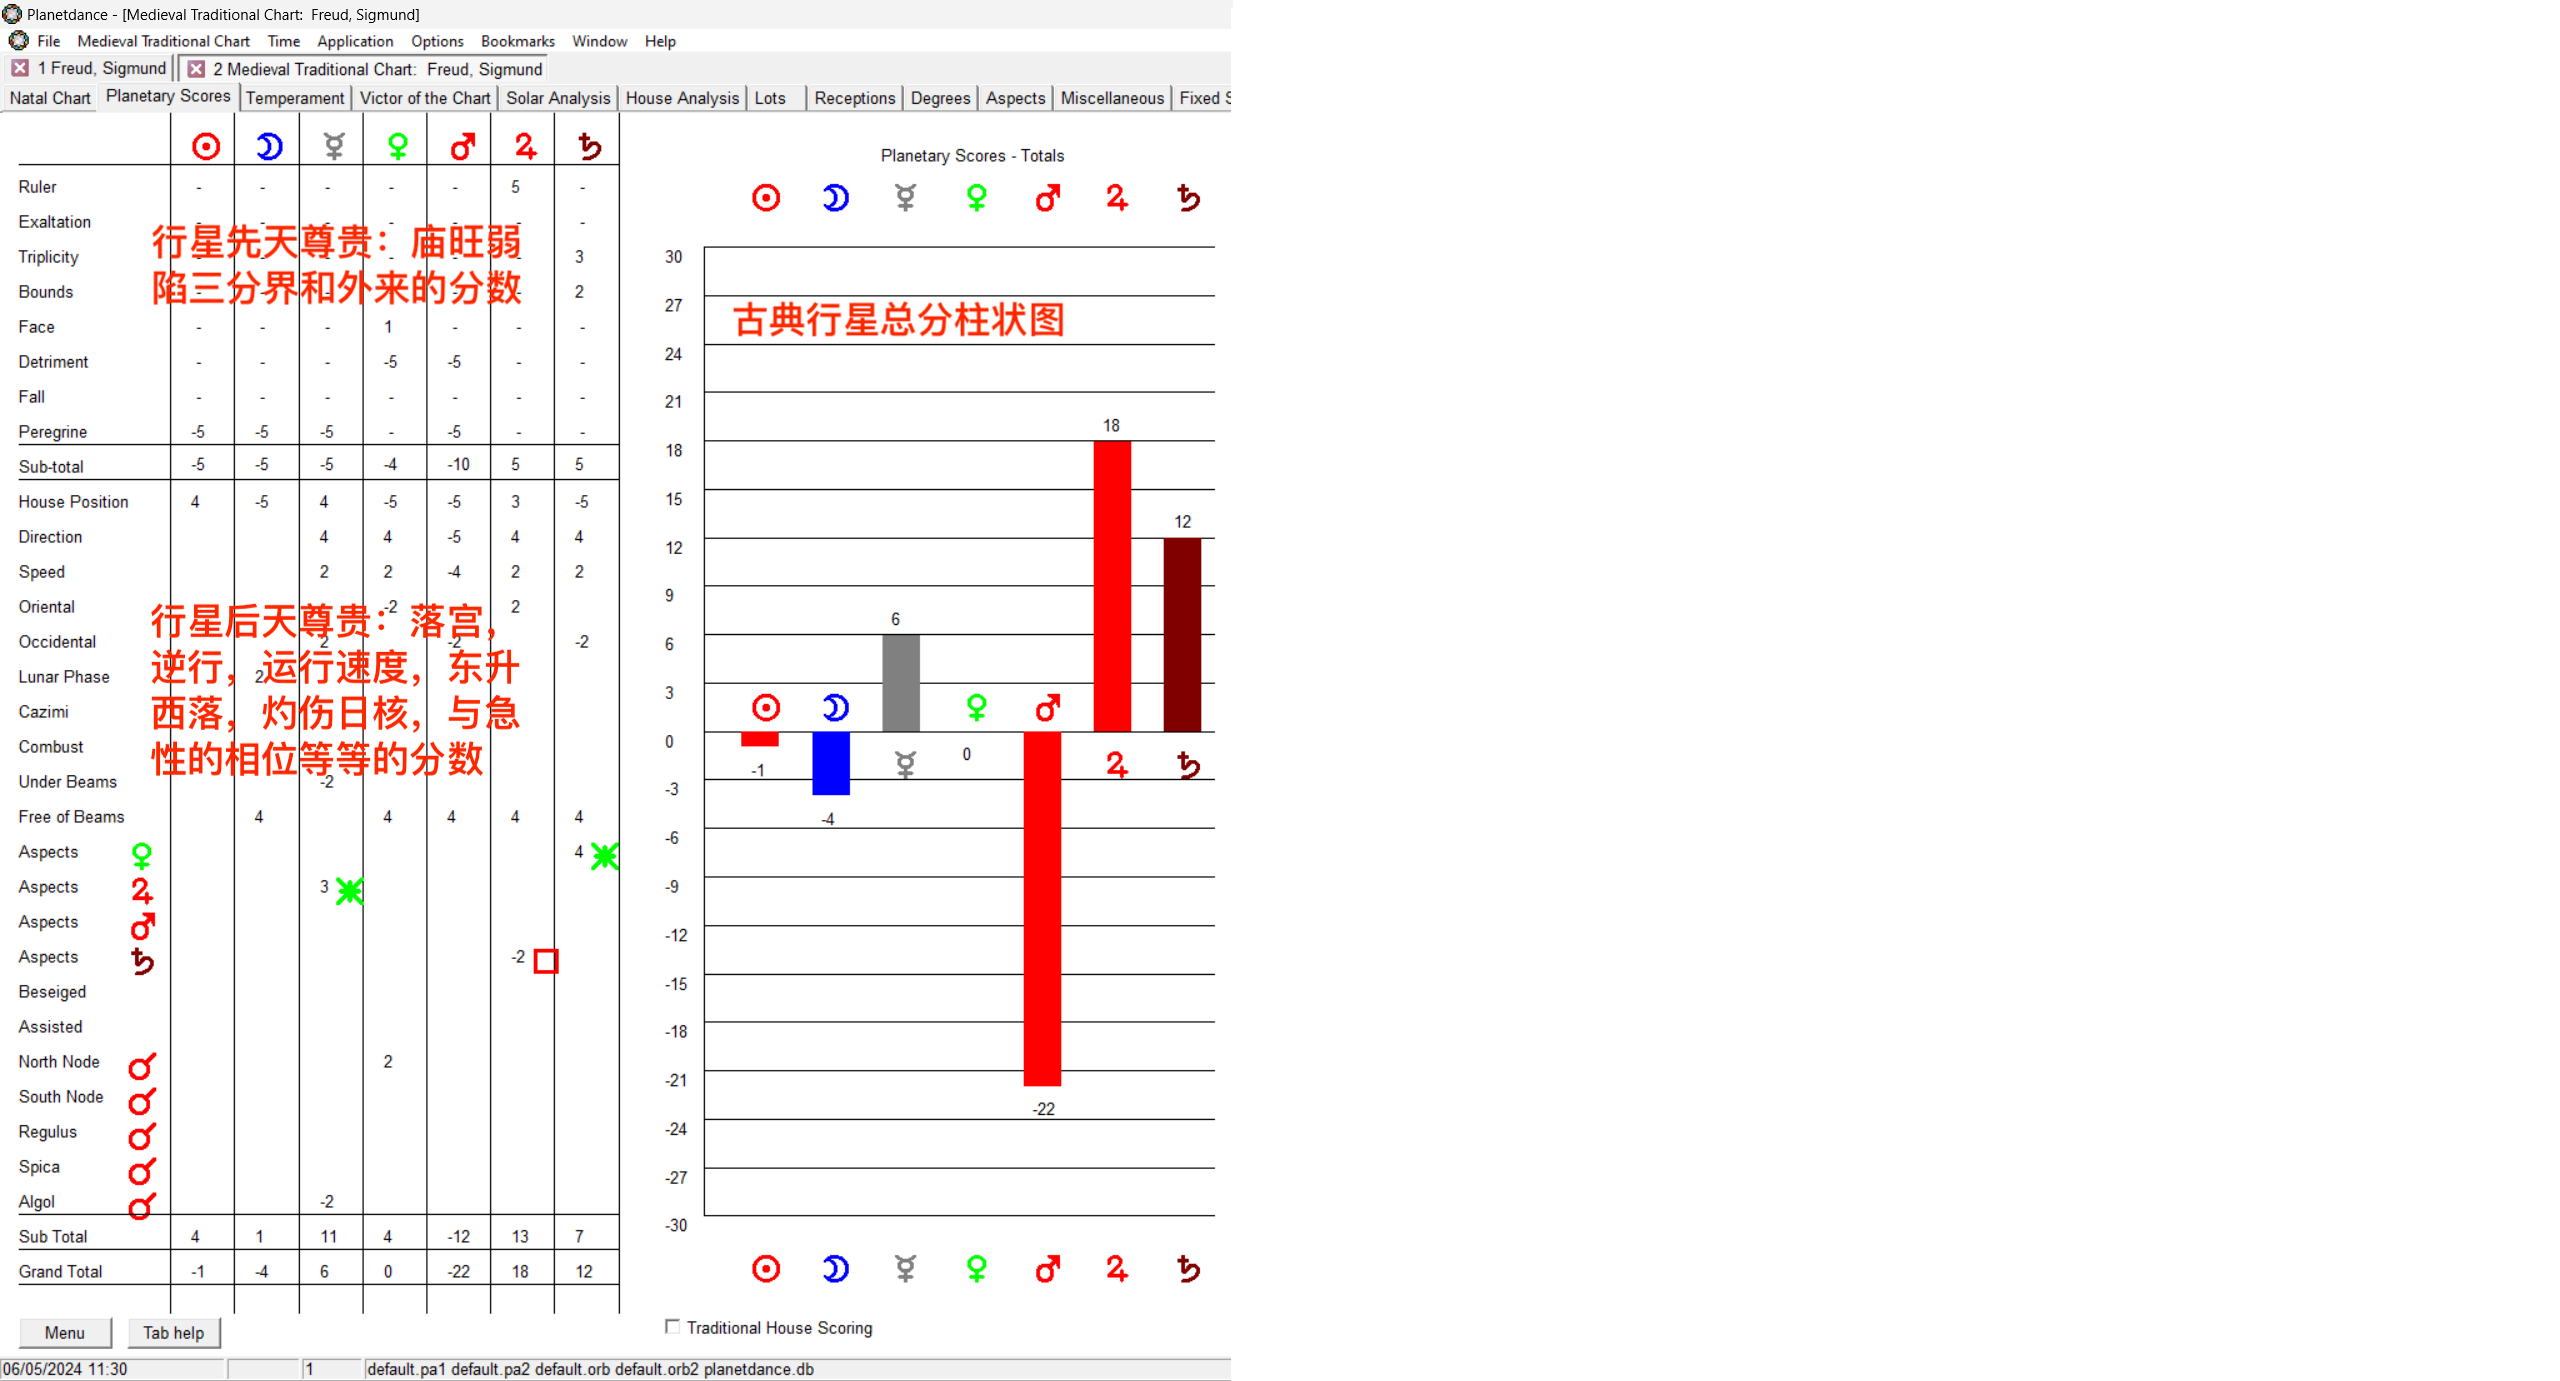 Planetdance - [Medieval Traditional Chart:  Freud, Sigmund]
File Medieval Traditional Chart Time Application Options Bookmarks Window Help
1 Freud, Sigmund 2 Medieval Traditional Chart:  Freud, Sigmund
Natal Chart Planetary Scores Temperament Victor of the Chart Solar Analysis House Analysis Lots Receptions Degrees Aspects Miscellaneous Fixed S
☉ ☽ ☿ ♀ ♂ ♃ ♄
Ruler - - - - - 5 -
Exaltation - - -
行星先天尊贵：庙旺弱
Triplicity - - - - 3
陷三分界和外来的分数
Bounds - - 2
Face - - - 1 - - -
Detriment - - - -5 -5 - -
Fall - - - - - - -
Peregrine -5 -5 -5 - -5 - -
Sub-total -5 -5 -5 -4 -10 5 5
House Position 4 -5 4 -5 -5 3 -5
Direction 4 4 -5 4 4
Speed 2 2 -4 2 2
Oriental -2 2
行星后天尊贵：落宫，
Occidental 2 -2 -2
逆行，运行速度，东升
Lunar Phase 2
西落，灼伤日核，与急
Cazimi
Combust
性的相位等等的分数
Under Beams -2
Free of Beams 4 4 4 4 4
Aspects ♀ 4
Aspects ♃ 3
Aspects ♂
Aspects ♄ -2
Beseiged
Assisted
North Node ☌ 2
South Node ☌
Regulus ☌
Spica ☌
Algol ☌ -2
Sub Total 4 1 11 4 -12 13 7
Grand Total -1 -4 6 0 -22 18 12
Menu Tab help
Planetary Scores - Totals
☉ ☽ ☿ ♀ ♂ ♃ ♄
30
27
古典行星总分柱状图
24
21
18
18
15
12
12
9
6
6
3
☉ ☽ ♀ ♂
0
0
-1 ☿ ♃ ♄
-3
-4
-6
-9
-12
-15
-18
-21
-22
-24
-27
-30
☉ ☽ ☿ ♀ ♂ ♃ ♄
Traditional House Scoring
06/05/2024 11:30 1 default.pa1 default.pa2 default.orb default.orb2 planetdance.db